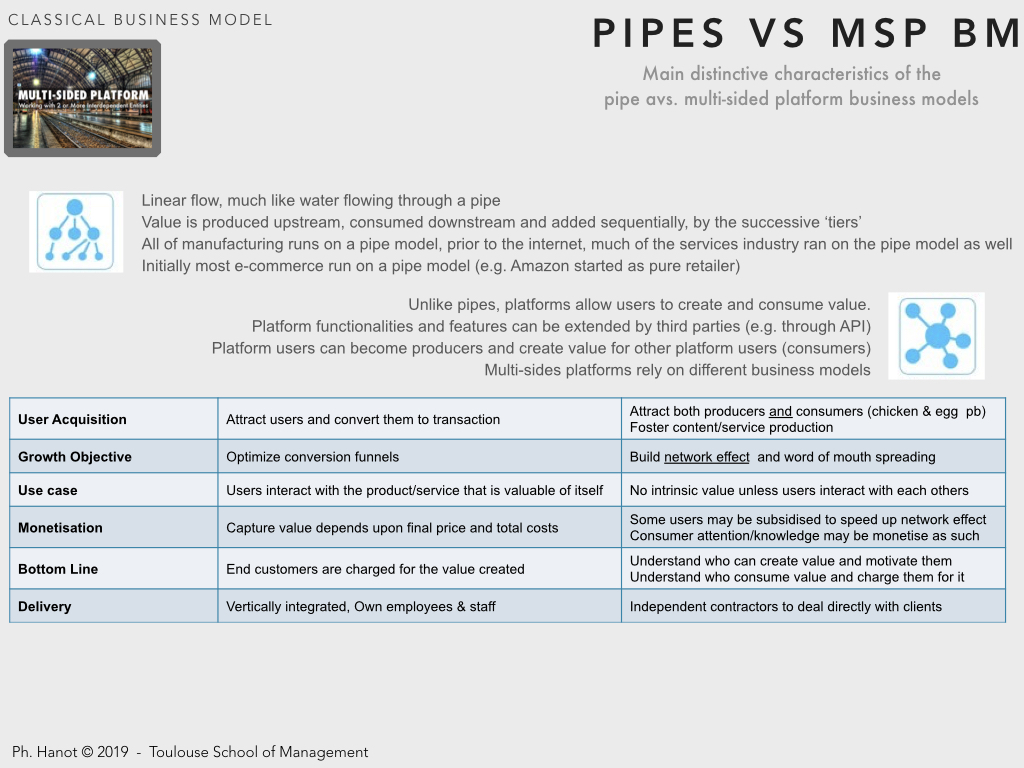 CLASSICAL BUSINESS MODEL
PIPES VS MSP BM
Main distinctive characteristics of the
pipe avs. multi-sided platform business models
MULTI-SIDED PLATFORM
Working with 2 or More Interdependent Entities
Linear flow, much like water flowing through a pipe
Value is produced upstream, consumed downstream and added sequentially, by the successive ‘tiers’
All of manufacturing runs on a pipe model, prior to the internet, much of the services industry ran on the pipe model as well
Initially most e-commerce run on a pipe model (e.g. Amazon started as pure retailer)
Unlike pipes, platforms allow users to create and consume value.
Platform functionalities and features can be extended by third parties (e.g. through API)
Platform users can become producers and create value for other platform users (consumers)
Multi-sides platforms rely on different business models
User Acquisition
Attract users and convert them to transaction
Attract both producers and consumers (chicken & egg pb)
Foster content/service production
Growth Objective
Optimize conversion funnels
Build network effect and word of mouth spreading
Use case
Users interact with the product/service that is valuable of itself
No intrinsic value unless users interact with each others
Monetisation
Capture value depends upon final price and total costs
Some users may be subsidised to speed up network effect
Consumer attention/knowledge may be monetise as such
Bottom Line
End customers are charged for the value created
Understand who can create value and motivate them
Understand who consume value and charge them for it
Delivery
Vertically integrated, Own employees & staff
Independent contractors to deal directly with clients
Ph. Hanot © 2019 - Toulouse School of Management